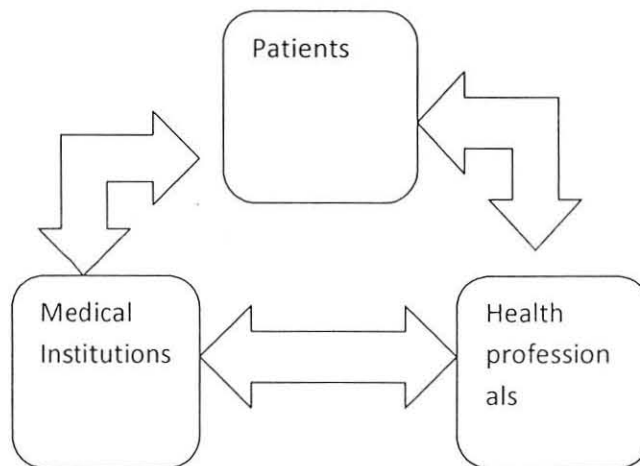 Patients
Medical
Institutions
Health
profession
als